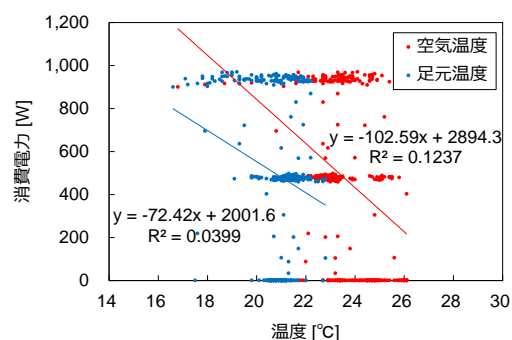 1,200
1,000
800
600
400
200
0
消費電力 [W]
空気温度
足元温度
y = -102.59x + 2894.3
R² = 0.1237
y = -72.42x + 2001.6
R² = 0.0399
14 16 18 20 22 24 26 28 30
温度 [℃]